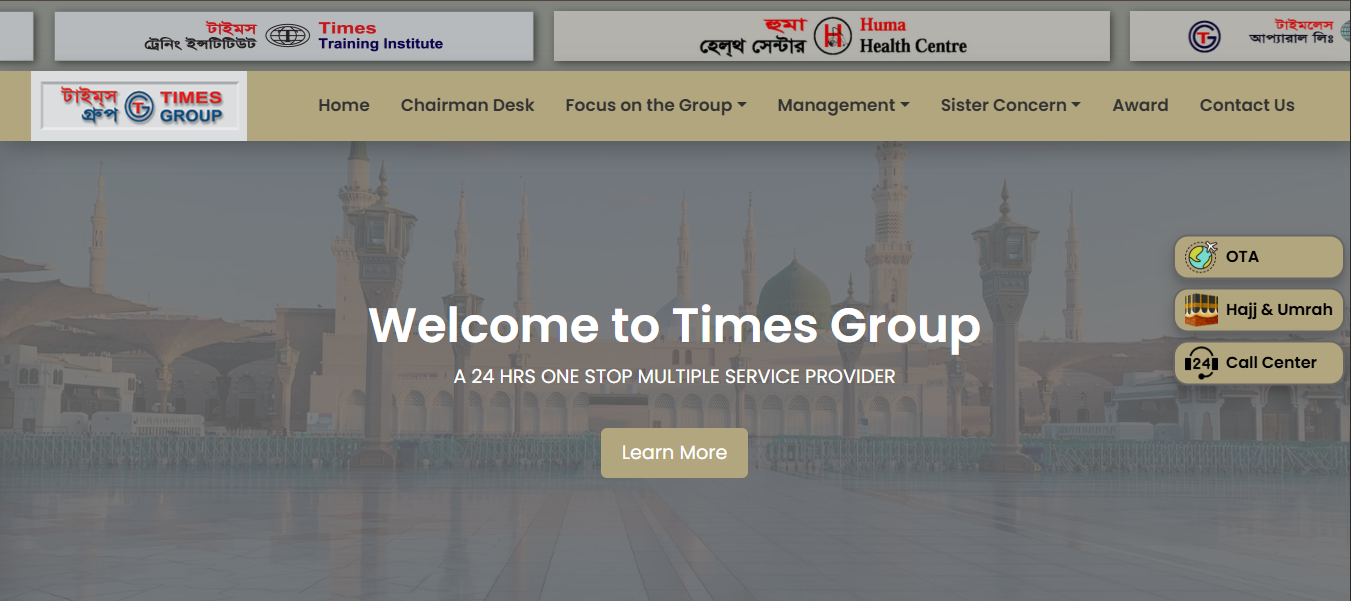 টাইমস
ট্রেনিং ইন্সটিটিউট
Times
Training Institute
হুমা
হেল্থ সেন্টার
H
Huma
Health Centre
TG
টাইমলেস
আপ্যারাল লিঃ
টাইমস
গ্রুপ
TG
TIMES
GROUP
Home
Chairman Desk
Focus on the Group
Management
Sister Concern
Award
Contact Us
OTA
Hajj & Umrah
24
Call Center
Welcome to Times Group
A 24 HRS ONE STOP MULTIPLE SERVICE PROVIDER
Learn More